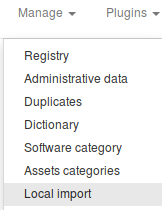 Manage Plugins
Registry
Administrative data
Duplicates
Dictionary
Software category
Assets categories
Local import